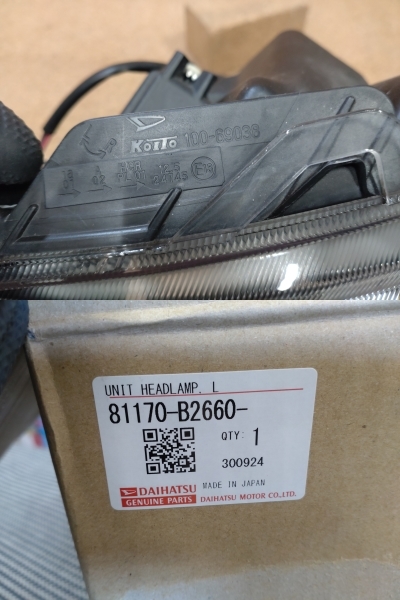 KOITO 100-69088
UNIT HEADLAMP, L
81170-B2660-
QTY: 1
300924
MADE IN JAPAN
DAIHATSU
GENUINE PARTS DAIHATSU MOTOR CO.,LTD.